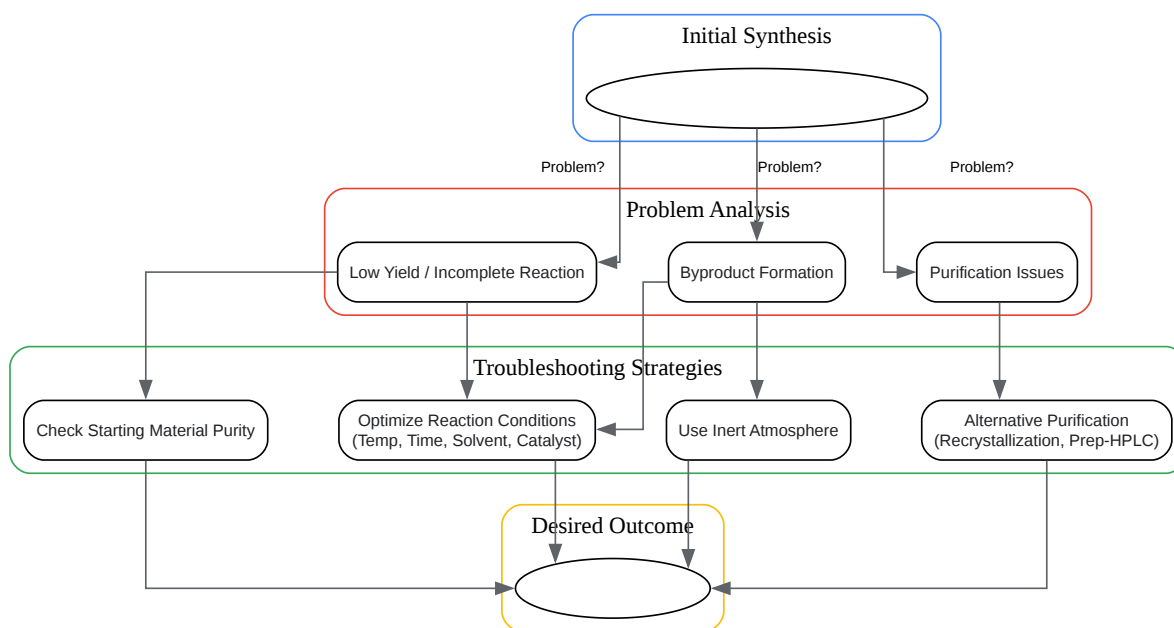 Initial Synthesis
Problem?
Problem?
Problem?
Problem Analysis
Low Yield / Incomplete Reaction
Byproduct Formation
Purification Issues
Troubleshooting Strategies
Check Starting Material Purity
Optimize Reaction Conditions
(Temp, Time, Solvent, Catalyst)
Use Inert Atmosphere
Alternative Purification
(Recrystallization, Prep-HPLC)
Desired Outcome